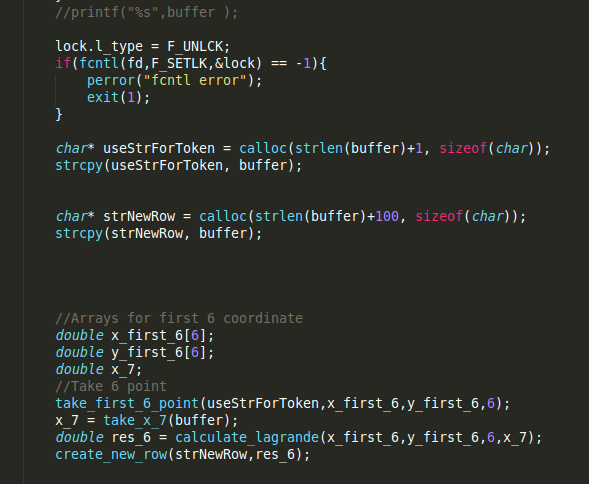 //printf("%s",buffer );
lock.l_type = F_UNLCK;
if(fcntl(fd,F_SETLK,&lock) == -1){
perror("fcntl error");
exit(1);
}
char* useStrForToken = calloc(strlen(buffer)+1, sizeof(char));
strcpy(useStrForToken, buffer);
char* strNewRow = calloc(strlen(buffer)+100, sizeof(char));
strcpy(strNewRow, buffer);
//Arrays for first 6 coordinate
double x_first_6[6];
double y_first_6[6];
double x_7;
//Take 6 point
take_first_6_point(useStrForToken,x_first_6,y_first_6,6);
x_7 = take_x_7(buffer);
double res_6 = calculate_lagrande(x_first_6,y_first_6,6,x_7);
create_new_row(strNewRow,res_6);